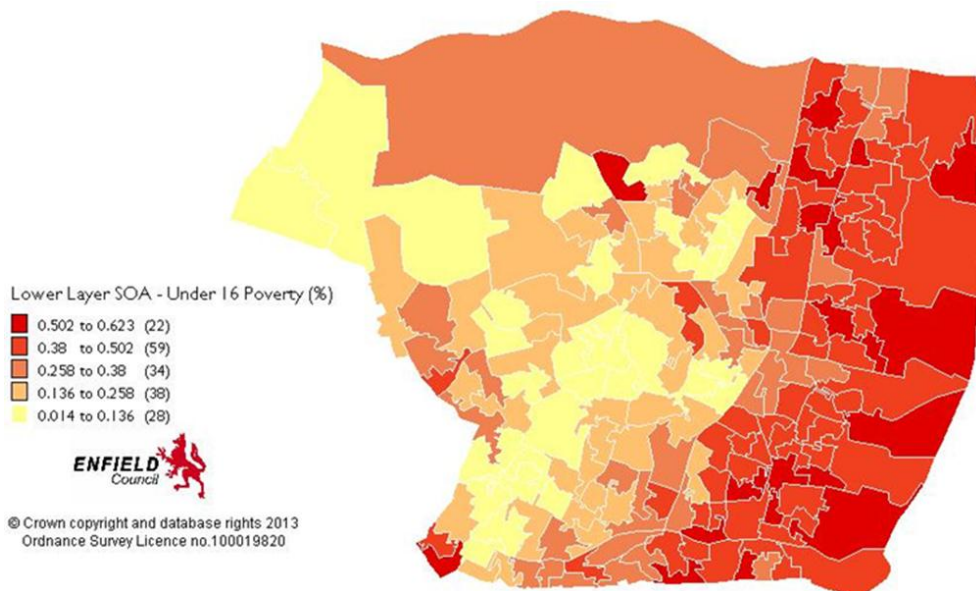 Lower Layer SOA - Under 16 Poverty (%)
0.502 to 0.623 (22)
0.38 to 0.502 (59)
0.258 to 0.38 (34)
0.136 to 0.258 (38)
0.014 to 0.136 (28)
ENFIELD
Council
© Crown copyright and database rights 2013
Ordnance Survey Licence no.100019820